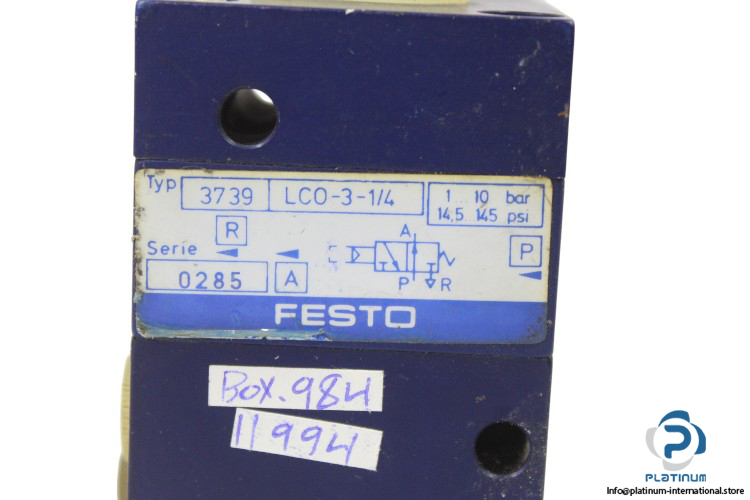 Typ 3739 LCO-3-1/4 1...10 bar
14,5 145 psi
R
Serie
0285 A
A
P R
P
FESTO
Box.984
11994
PLATINUM
Info@platinum-international.store